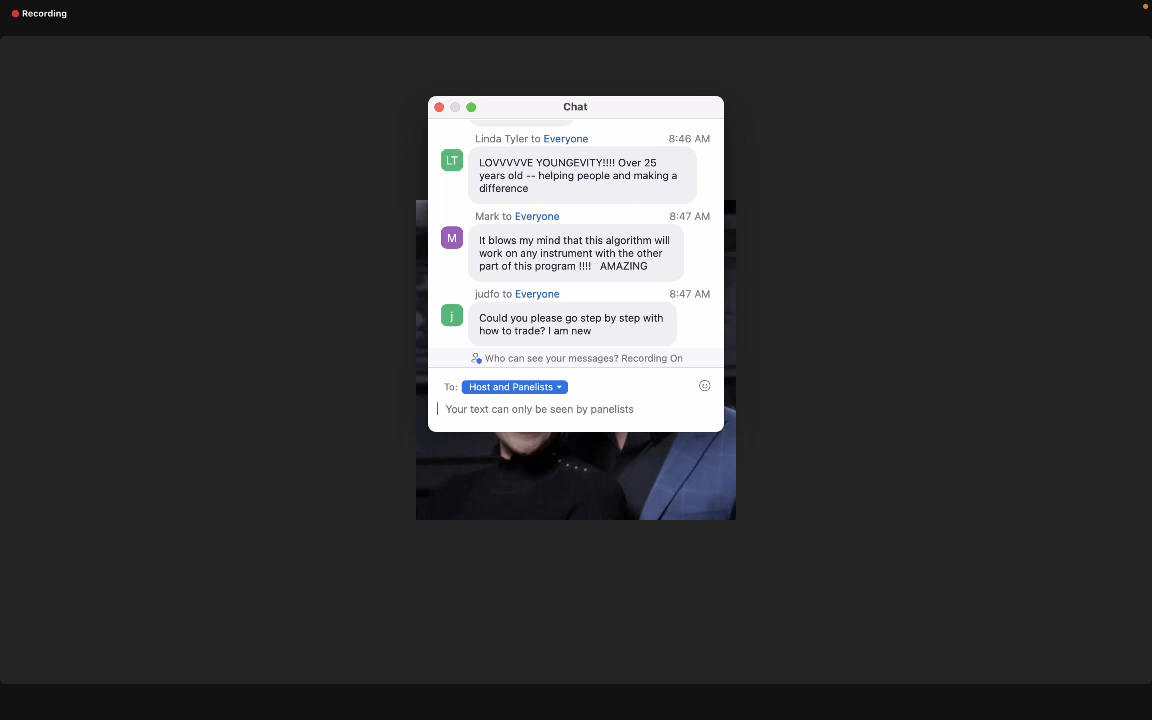 Recording
Chat
Linda Tyler to Everyone 8:46 AM
LT
LOVVVVVE YOUNGEVITY!!!! Over 25
years old -- helping people and making a
difference
Mark to Everyone 8:47 AM
M
It blows my mind that this algorithm will
work on any instrument with the other
part of this program !!!! AMAZING
judfo to Everyone 8:47 AM
j
Could you please go step by step with
how to trade? I am new
Who can see your messages? Recording On
To: Host and Panelists
Your text can only be seen by panelists